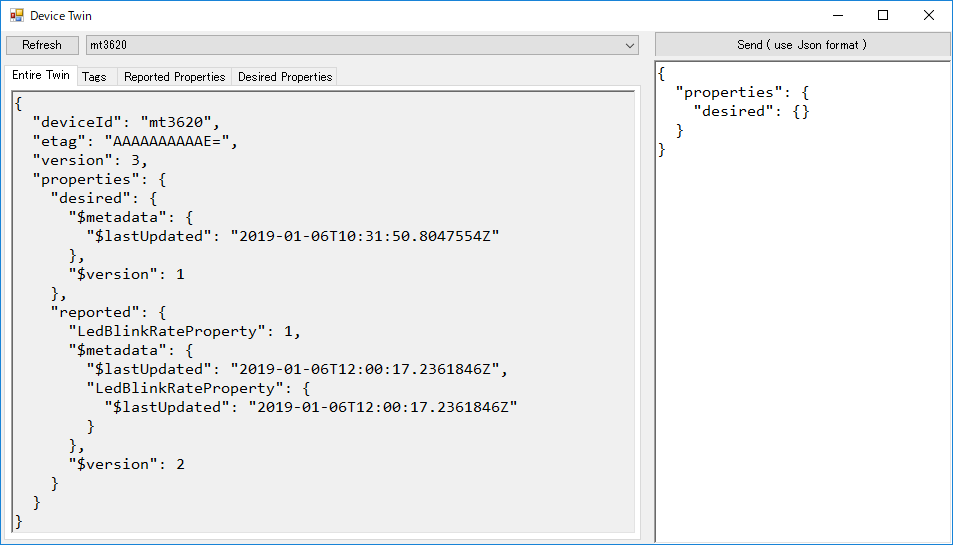 Device Twin
Refresh
mt3620
Send ( use Json format )
Entire Twin
Tags
Reported Properties
Desired Properties
{
  "deviceId": "mt3620",
  "etag": "AAAAAAAAAAE=",
  "version": 3,
  "properties": {
    "desired": {
      "$metadata": {
        "$lastUpdated": "2019-01-06T10:31:50.8047554Z"
      },
      "$version": 1
    },
    "reported": {
      "LedBlinkRateProperty": 1,
      "$metadata": {
        "$lastUpdated": "2019-01-06T12:00:17.2361846Z",
        "LedBlinkRateProperty": {
          "$lastUpdated": "2019-01-06T12:00:17.2361846Z"
        }
      },
      "$version": 2
    }
  }
}
{
  "properties": {
    "desired": {}
  }
}